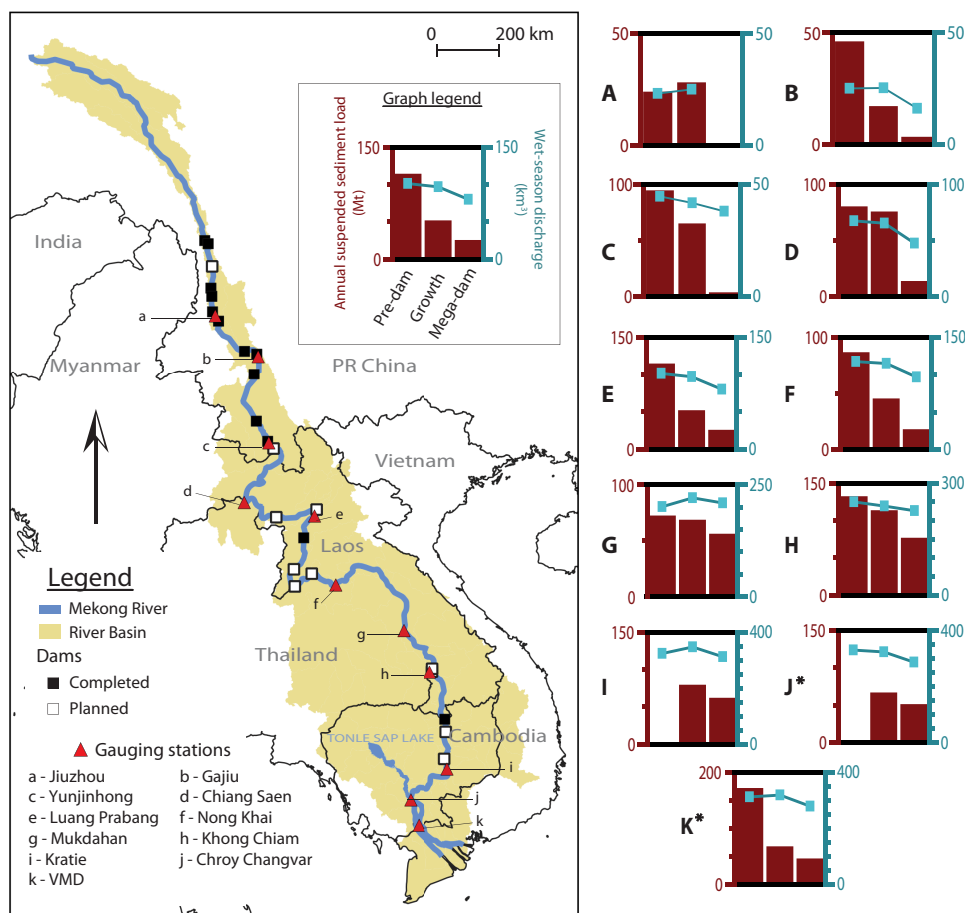 0 200 km
Graph legend
Annual suspended sediment load
(Mt)
Wet-season discharge
(km³)
150
0
150
0
Pre-dam
Growth
Mega-dam
India
Myanmar
PR China
Vietnam
Laos
Thailand
Cambodia
TONLE SAP LAKE
a
b
c
d
e
f
g
h
i
j
k
Legend
Mekong River
River Basin
Dams
Completed
Planned
Gauging stations
a - Jiuzhou
b - Gajiu
c - Yunjinhong
d - Chiang Saen
e - Luang Prabang
f - Nong Khai
g - Mukdahan
h - Khong Chiam
i - Kratie
j - Chroy Changvar
k - VMD
50
0
A
50
0
50
0
B
50
0
100
0
C
50
0
100
0
D
100
0
150
0
E
150
0
100
0
F
150
0
100
0
G
250
0
150
0
H
300
0
150
0
I
400
0
150
0
J*
400
0
200
0
K*
400
0